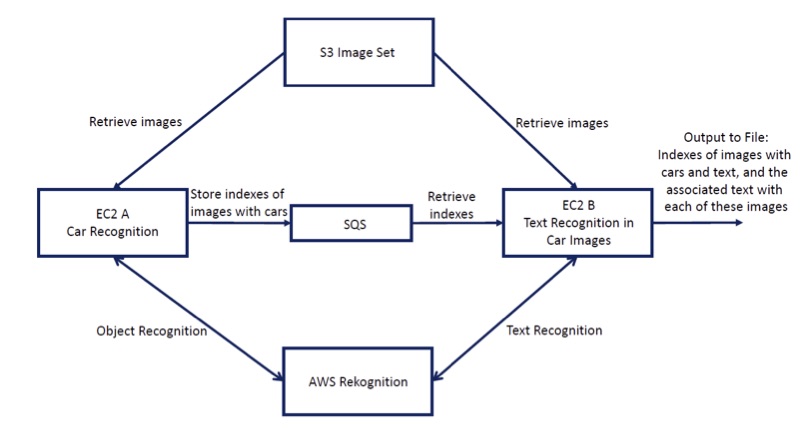 S3 Image Set
Retrieve images
Retrieve images
Output to File:
Indexes of images with
cars and text, and the
associated text with
each of these images
EC2 A
Car Recognition
Store indexes of
images with cars
SQS
Retrieve
indexes
EC2 B
Text Recognition in
Car Images
Object Recognition
Text Recognition
AWS Rekognition